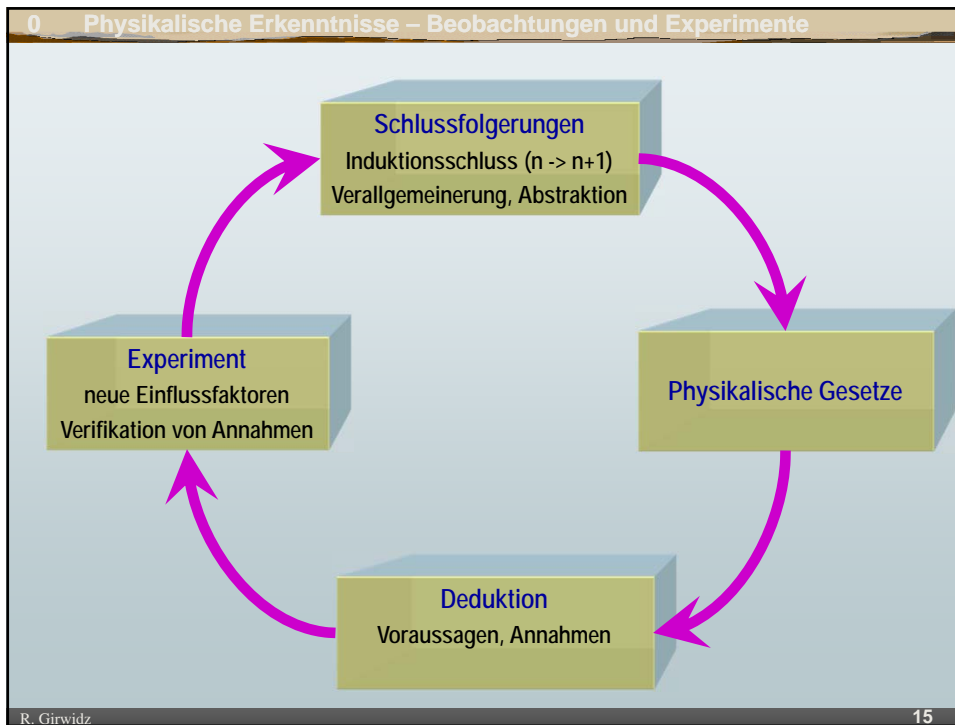 0 Physikalische Erkenntnisse – Beobachtungen und Experimente
Schlussfolgerungen
Induktionsschluss (n -> n+1)
Verallgemeinerung, Abstraktion
Experiment
neue Einflussfaktoren
Verifikation von Annahmen
Physikalische Gesetze
Deduktion
Voraussagen, Annahmen
R. Girwidz
15